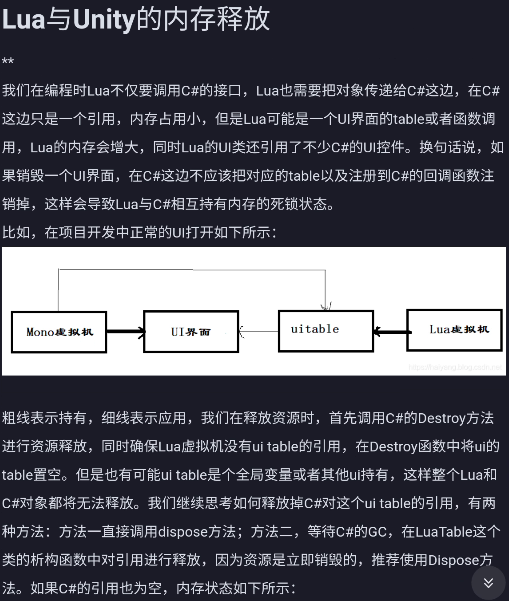 Lua与Unity的内存释放
**
我们在编程时Lua不仅要调用C#的接口，Lua也需要把对象传递给C#这边，在C#
这边只是一个引用，内存占用小，但是Lua可能是一个UI界面的table或者函数调
用，Lua的内存会增大，同时Lua的UI类还引用了不少C#的UI控件。换句话说，如
果销毁一个UI界面，在C#这边不应该把对应的table以及注册到C#的回调函数注
销掉，这样会导致Lua与C#相互持有内存的死锁状态。
比如，在项目开发中正常的UI打开如下所示：
Mono虚拟机
UI界面
uitable
Lua虚拟机
粗线表示持有，细线表示应用，我们在释放资源时，首先调用C#的Destroy方法
进行资源释放，同时确保Lua虚拟机没有ui table的引用，在Destroy函数中将ui的
table置空。但是也有可能ui table是个全局变量或者其他ui持有，这样整个Lua和
C#对象都将无法释放。我们继续思考如何释放掉C#对这个ui table的引用，有两
种方法：方法一直接调用dispose方法；方法二，等待C#的GC，在LuaTable这个
类的析构函数中对引用进行释放，因为资源是立即销毁的，推荐使用Dispose方
法。如果C#的引用也为空，内存状态如下所示：